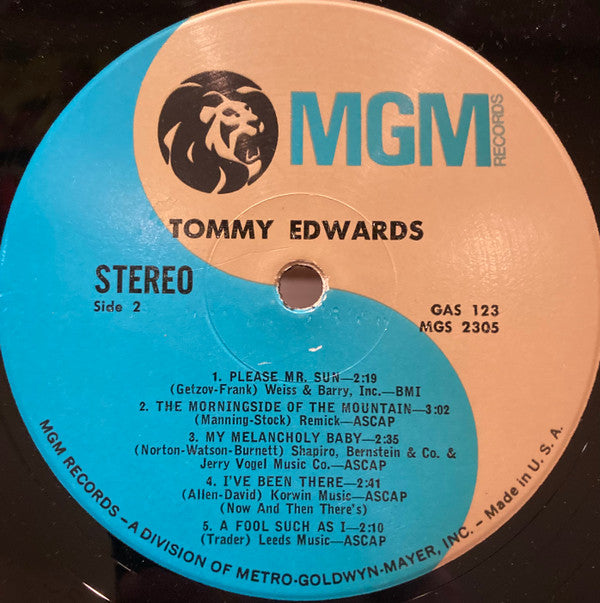 MGM
RECORDS
TOMMY EDWARDS
STEREO
Side 2
GAS 123
MGS 2305
1. PLEASE MR. SUN—2:19
(Getzov-Frank) Weiss & Barry, Inc.—BMI
2. THE MORNINGSIDE OF THE MOUNTAIN—3:02
(Manning-Stock) Remick—ASCAP
3. MY MELANCHOLY BABY—2:35
(Norton-Watson-Burnett) Shapiro, Bernstein & Co. &
Jerry Vogel Music Co.—ASCAP
4. I'VE BEEN THERE—2:41
(Allen-David) Korwin Music—ASCAP
(Now And Then There's)
5. A FOOL SUCH AS I—2:10
(Trader) Leeds Music—ASCAP
MGM RECORDS – A DIVISION OF METRO-GOLDWYN-MAYER, INC. – Made in U. S. A.